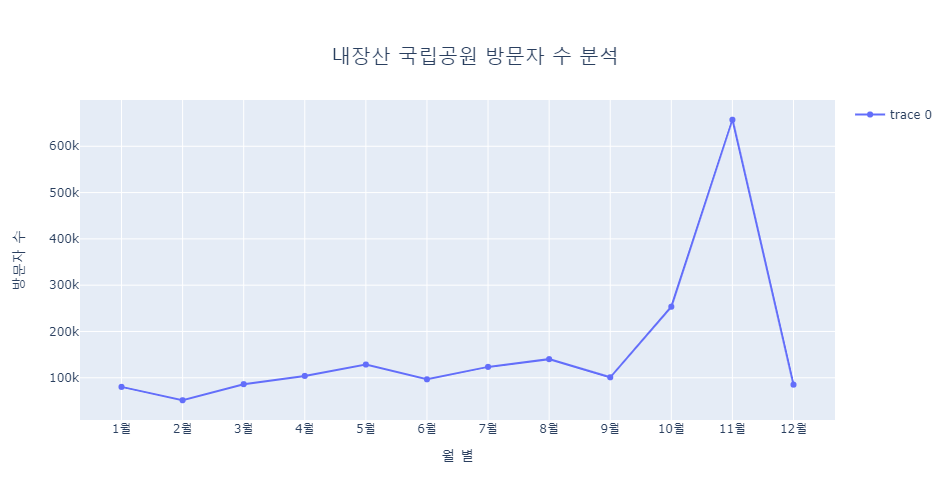 내장산 국립공원 방문자 수 분석
trace 0
방문자 수
600k
500k
400k
300k
200k
100k
1월 2월 3월 4월 5월 6월 7월 8월 9월 10월 11월 12월
월 별